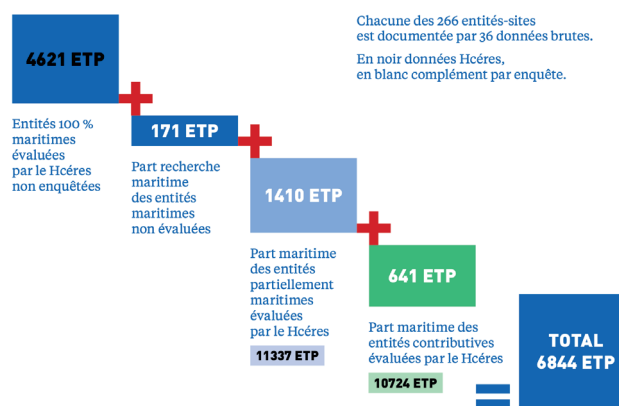 Chacune des 266 entités-sites
est documentée par 36 données brutes.
En noir données Hcéres,
en blanc complément par enquête.
4621 ETP
Entités 100 %
maritimes
évaluées
par le Hcéres
non enquêtées
171 ETP
Part recherche
maritime
des entités
maritimes
non évaluées
1410 ETP
Part maritime
des entités
partiellement
maritimes
évaluées
par le Hcéres
11337 ETP
641 ETP
Part maritime des
entités contributives
évaluées par le Hcéres
10724 ETP
TOTAL
6844 ETP